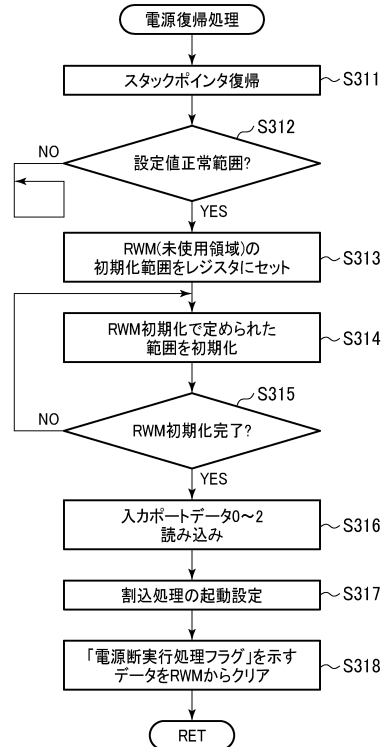 電源復帰処理
スタックポインタ復帰
S311
S312
設定値正常範囲?
NO
YES
RWM(未使用領域)の
初期化範囲をレジスタにセット
S313
RWM初期化で定められた
範囲を初期化
S314
S315
RWM初期化完了?
NO
YES
入力ポートデータ0～2
読み込み
S316
割込処理の起動設定
S317
「電源断実行処理フラグ」を示す
データをRWMからクリア
S318
RET